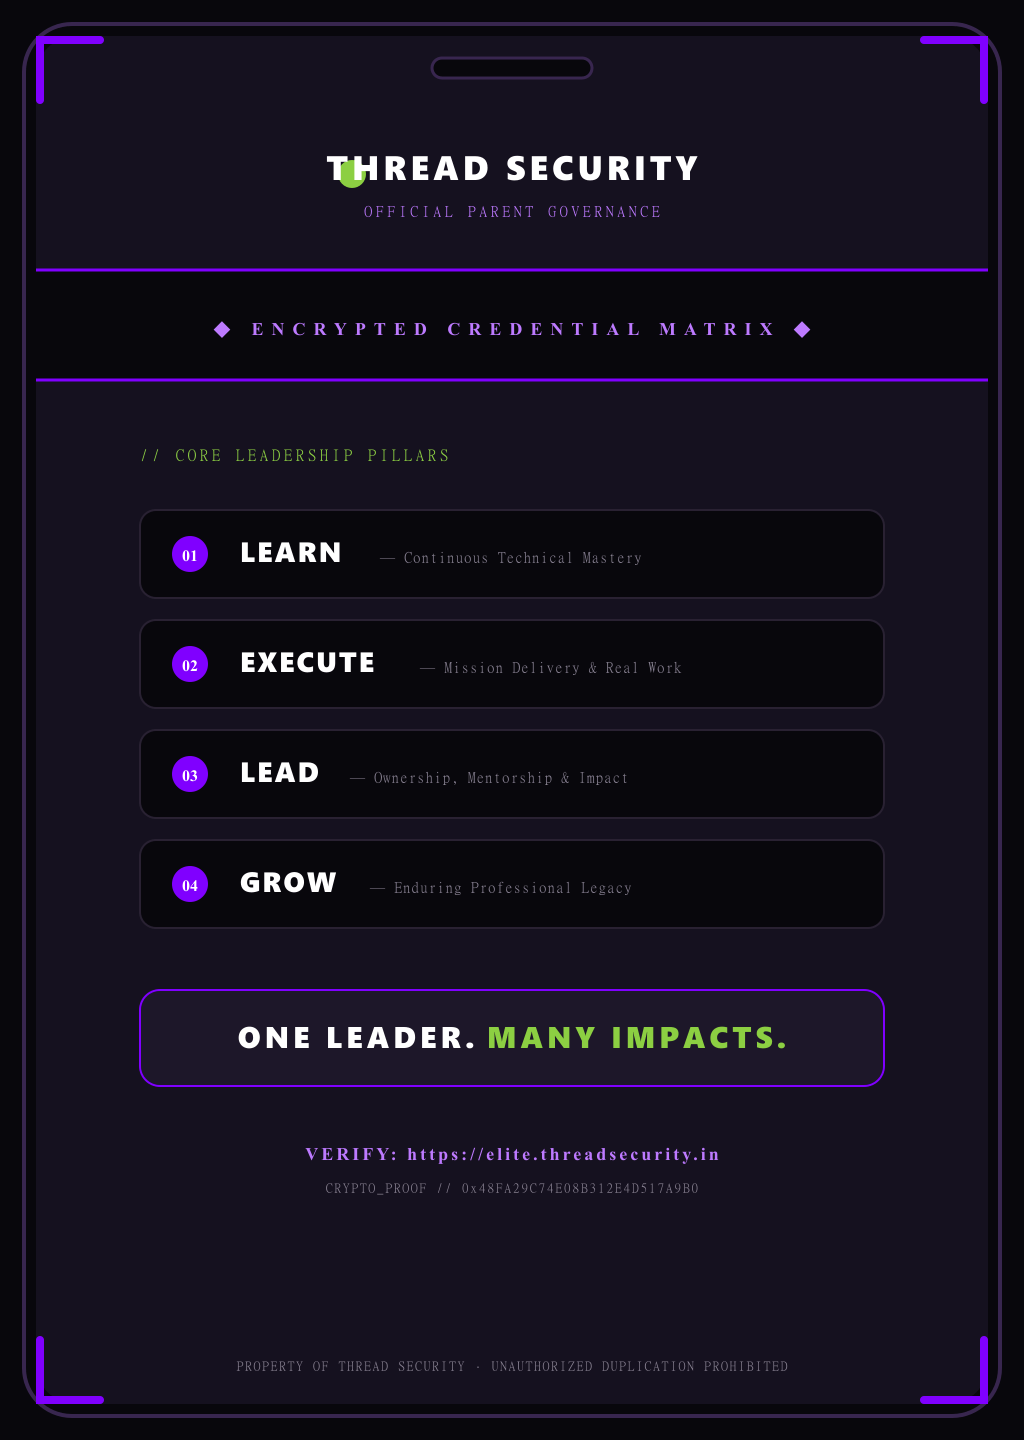 THREAD SECURITY
OFFICIAL PARENT GOVERNANCE
◆ ENCRYPTED CREDENTIAL MATRIX ◆
// CORE LEADERSHIP PILLARS
01 LEARN — Continuous Technical Mastery
02 EXECUTE — Mission Delivery & Real Work
03 LEAD — Ownership, Mentorship & Impact
04 GROW — Enduring Professional Legacy
ONE LEADER. MANY IMPACTS.
VERIFY: https://elite.threadsecurity.in
CRYPTO_PROOF // 0x48FA29C74E08B312E4D517A9B0
PROPERTY OF THREAD SECURITY · UNAUTHORIZED DUPLICATION PROHIBITED